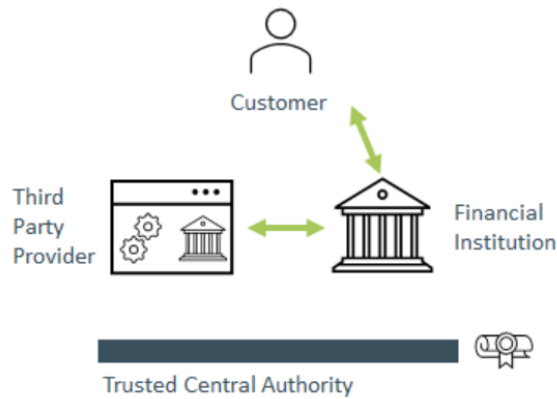 Customer
Third
Party
Provider
Financial
Institution
Trusted Central Authority